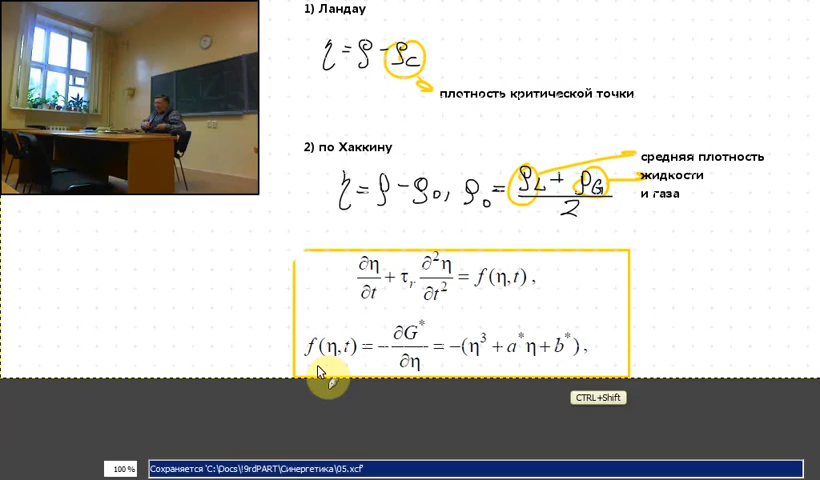 1) Ландау
η = ρ − ρc
плотность критической точки
2) по Хаккину
η = ρ − ρ₀, ρ₀ = (ρL + ρG)/2
средняя плотность
жидкости
и газа
∂η/∂t + τr ∂²η/∂t² = f(η,t),
f(η,t) = −∂G*/∂η = −(η³ + a*η + b*),
CTRL+Shift
100 %
Сохраняется 'C:\Docs\!9rdPART\Синергетика\05.xcf'